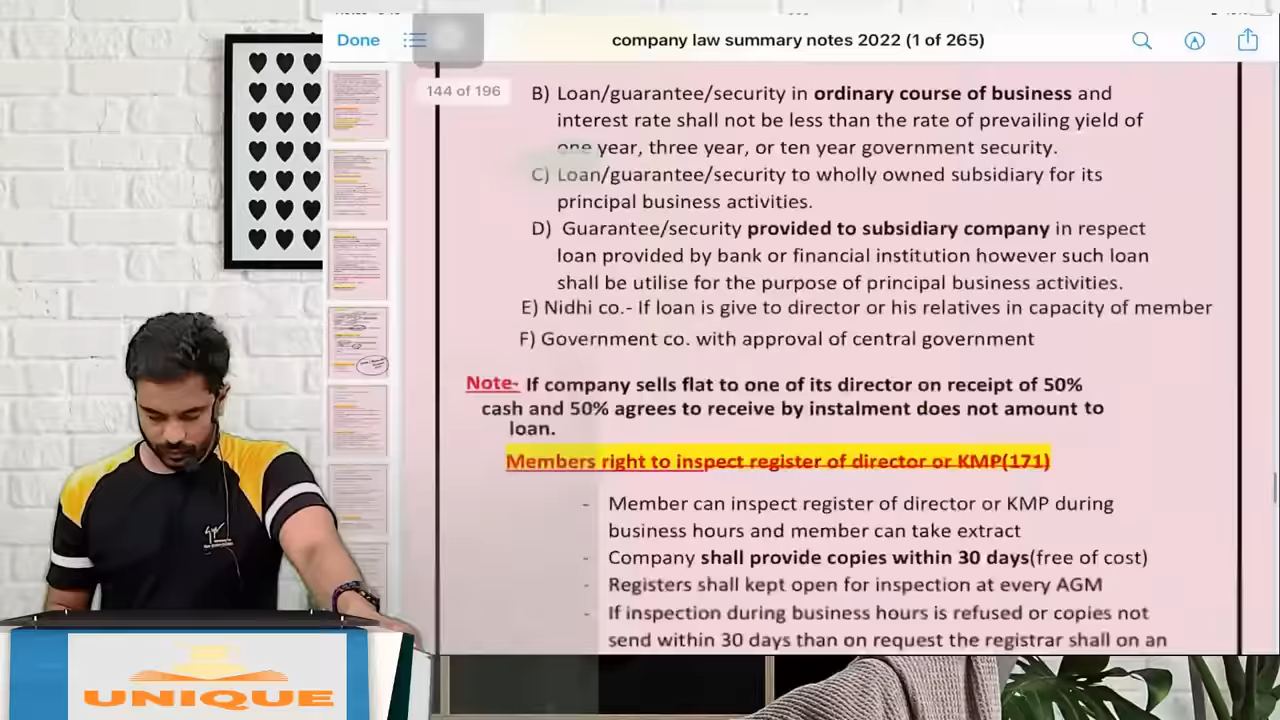 Done
company law summary notes 2022 (1 of 265)
144 of 196
B) Loan/guarantee/security in ordinary course of business and
interest rate shall not be less than the rate of prevailing yield of
one year, three year, or ten year government security.
C) Loan/guarantee/security to wholly owned subsidiary for its
principal business activities.
D) Guarantee/security provided to subsidiary company in respect
loan provided by bank or financial institution however such loan
shall be utilise for the purpose of principal business activities.
E) Nidhi co.- If loan is give to director or his relatives in capacity of member
F) Government co. with approval of central government
Note- If company sells flat to one of its director on receipt of 50%
cash and 50% agrees to receive by instalment does not amount to
loan.
Members right to inspect register of director or KMP(171)
- Member can inspect register of director or KMP during
business hours and member can take extract
- Company shall provide copies within 30 days(free of cost)
- Registers shall kept open for inspection at every AGM
- If inspection during business hours is refused or copies not
send within 30 days than on request the registrar shall on an
UNIQUE